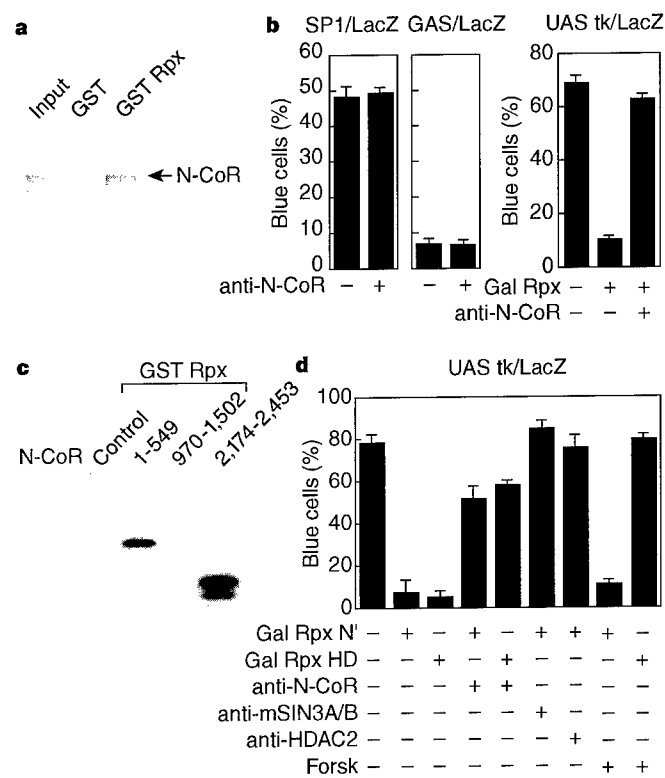 a
Input
GST
GST Rpx
N-CoR
b
SP1/LacZ GAS/LacZ UAS tk/LacZ
Blue cells (%)
60
50
40
30
20
10
0
anti-N-CoR − + − +
Blue cells (%)
80
60
40
20
0
Gal Rpx − + +
anti-N-CoR − − +
c
GST Rpx
N-CoR Control 1-549 970-1,502 2,174-2,453
d
UAS tk/LacZ
Blue cells (%)
100
80
60
40
20
0
Gal Rpx N' − + − + − + + + −
Gal Rpx HD − − + − + − − − +
anti-N-CoR − − − + + − − − −
anti-mSIN3A/B − − − − − + − − −
anti-HDAC2 − − − − − − + − −
Forsk − − − − − − − + +